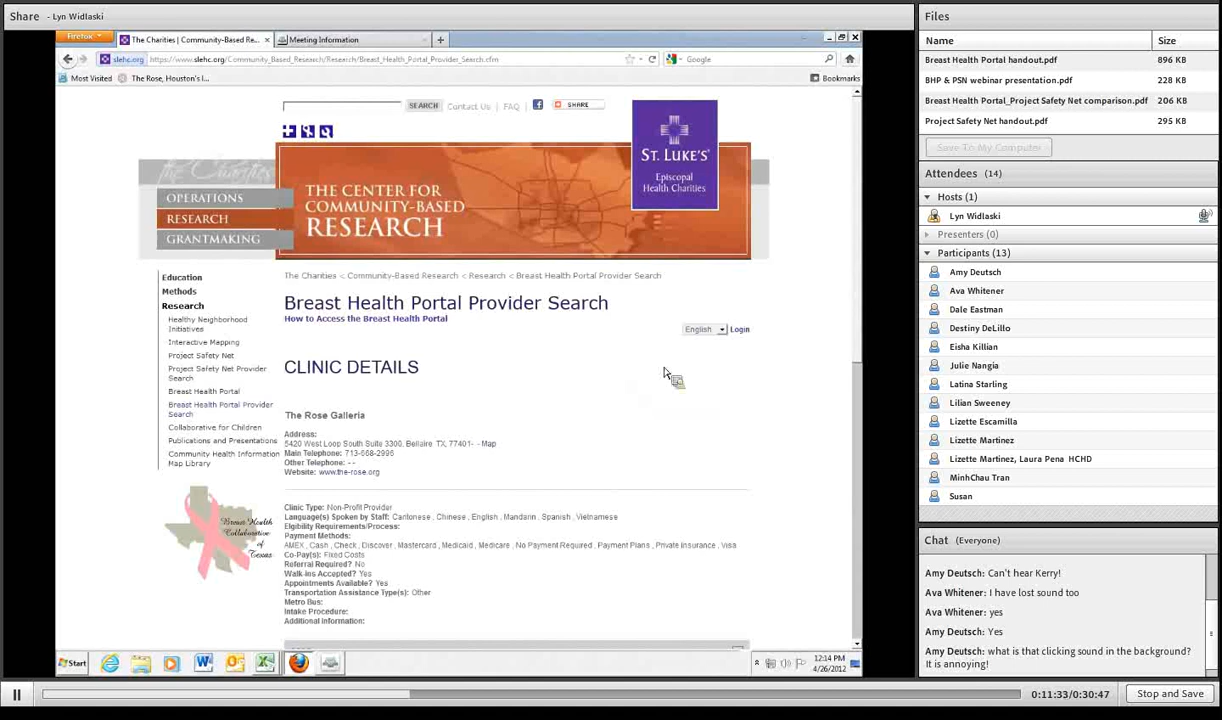 Share - Lyn Widlaski
Firefox
The Charities | Community-Based Re... ×
Meeting Information
+
slehc.org https://www.slehc.org/Community_Based_Research/Research/Breast_Health_Portal_Provider_Search.cfm
Google
Most Visited
The Rose, Houston's l...
Bookmarks
SEARCH
Contact Us | FAQ |
SHARE
The Charities
ST. LUKE'S
Episcopal
Health Charities
OPERATIONS
RESEARCH
GRANTMAKING
THE CENTER FOR
COMMUNITY-BASED
RESEARCH
Education
Methods
Research
Healthy Neighborhood
Initiatives
Interactive Mapping
Project Safety Net
Project Safety Net Provider
Search
Breast Health Portal
Breast Health Portal Provider
Search
Collaborative for Children
Publications and Presentations
Community Health Information
Map Library
Breast Health
Collaborative
of
Texas
The Charities < Community-Based Research < Research < Breast Health Portal Provider Search
Breast Health Portal Provider Search
How to Access the Breast Health Portal
English
Login
CLINIC DETAILS
The Rose Galleria
Address:
5420 West Loop South Suite 3300, Bellaire TX, 77401- - Map
Main Telephone: 713-668-2996
Other Telephone: - -
Website: www.the-rose.org
Clinic Type: Non-Profit Provider
Language(s) Spoken by Staff: Cantonese , Chinese , English , Mandarin , Spanish , Vietnamese
Elgibility Requirements/Process:
Payment Methods:
AMEX , Cash , Check , Discover , Mastercard , Medicaid , Medicare , No Payment Required , Payment Plans , Private Insurance , Visa
Co-Pay(s): Fixed Costs
Referral Required? No
Walk-ins Accepted? Yes
Appointments Available? Yes
Transportation Assistance Type(s): Other
Metro Bus:
Intake Procedure:
Additional Information:
Start
12:14 PM
4/26/2012
Files
Name Size
Breast Health Portal handout.pdf 896 KB
BHP & PSN webinar presentation.pdf 228 KB
Breast Health Portal_Project Safety Net comparison.pdf 206 KB
Project Safety Net handout.pdf 295 KB
Save To My Computer
Attendees (14)
Hosts (1)
Lyn Widlaski
Presenters (0)
Participants (13)
Amy Deutsch
Ava Whitener
Dale Eastman
Destiny DeLillo
Eisha Killian
Julie Nangia
Latina Starling
Lilian Sweeney
Lizette Escamilla
Lizette Martinez
Lizette Martinez, Laura Pena HCHD
MinhChau Tran
Susan
Chat (Everyone)
Amy Deutsch: Can't hear Kerry!
Ava Whitener: I have lost sound too
Ava Whitener: yes
Amy Deutsch: Yes
Amy Deutsch: what is that clicking sound in the background?
It is annoying!
0:11:33/0:30:47
Stop and Save